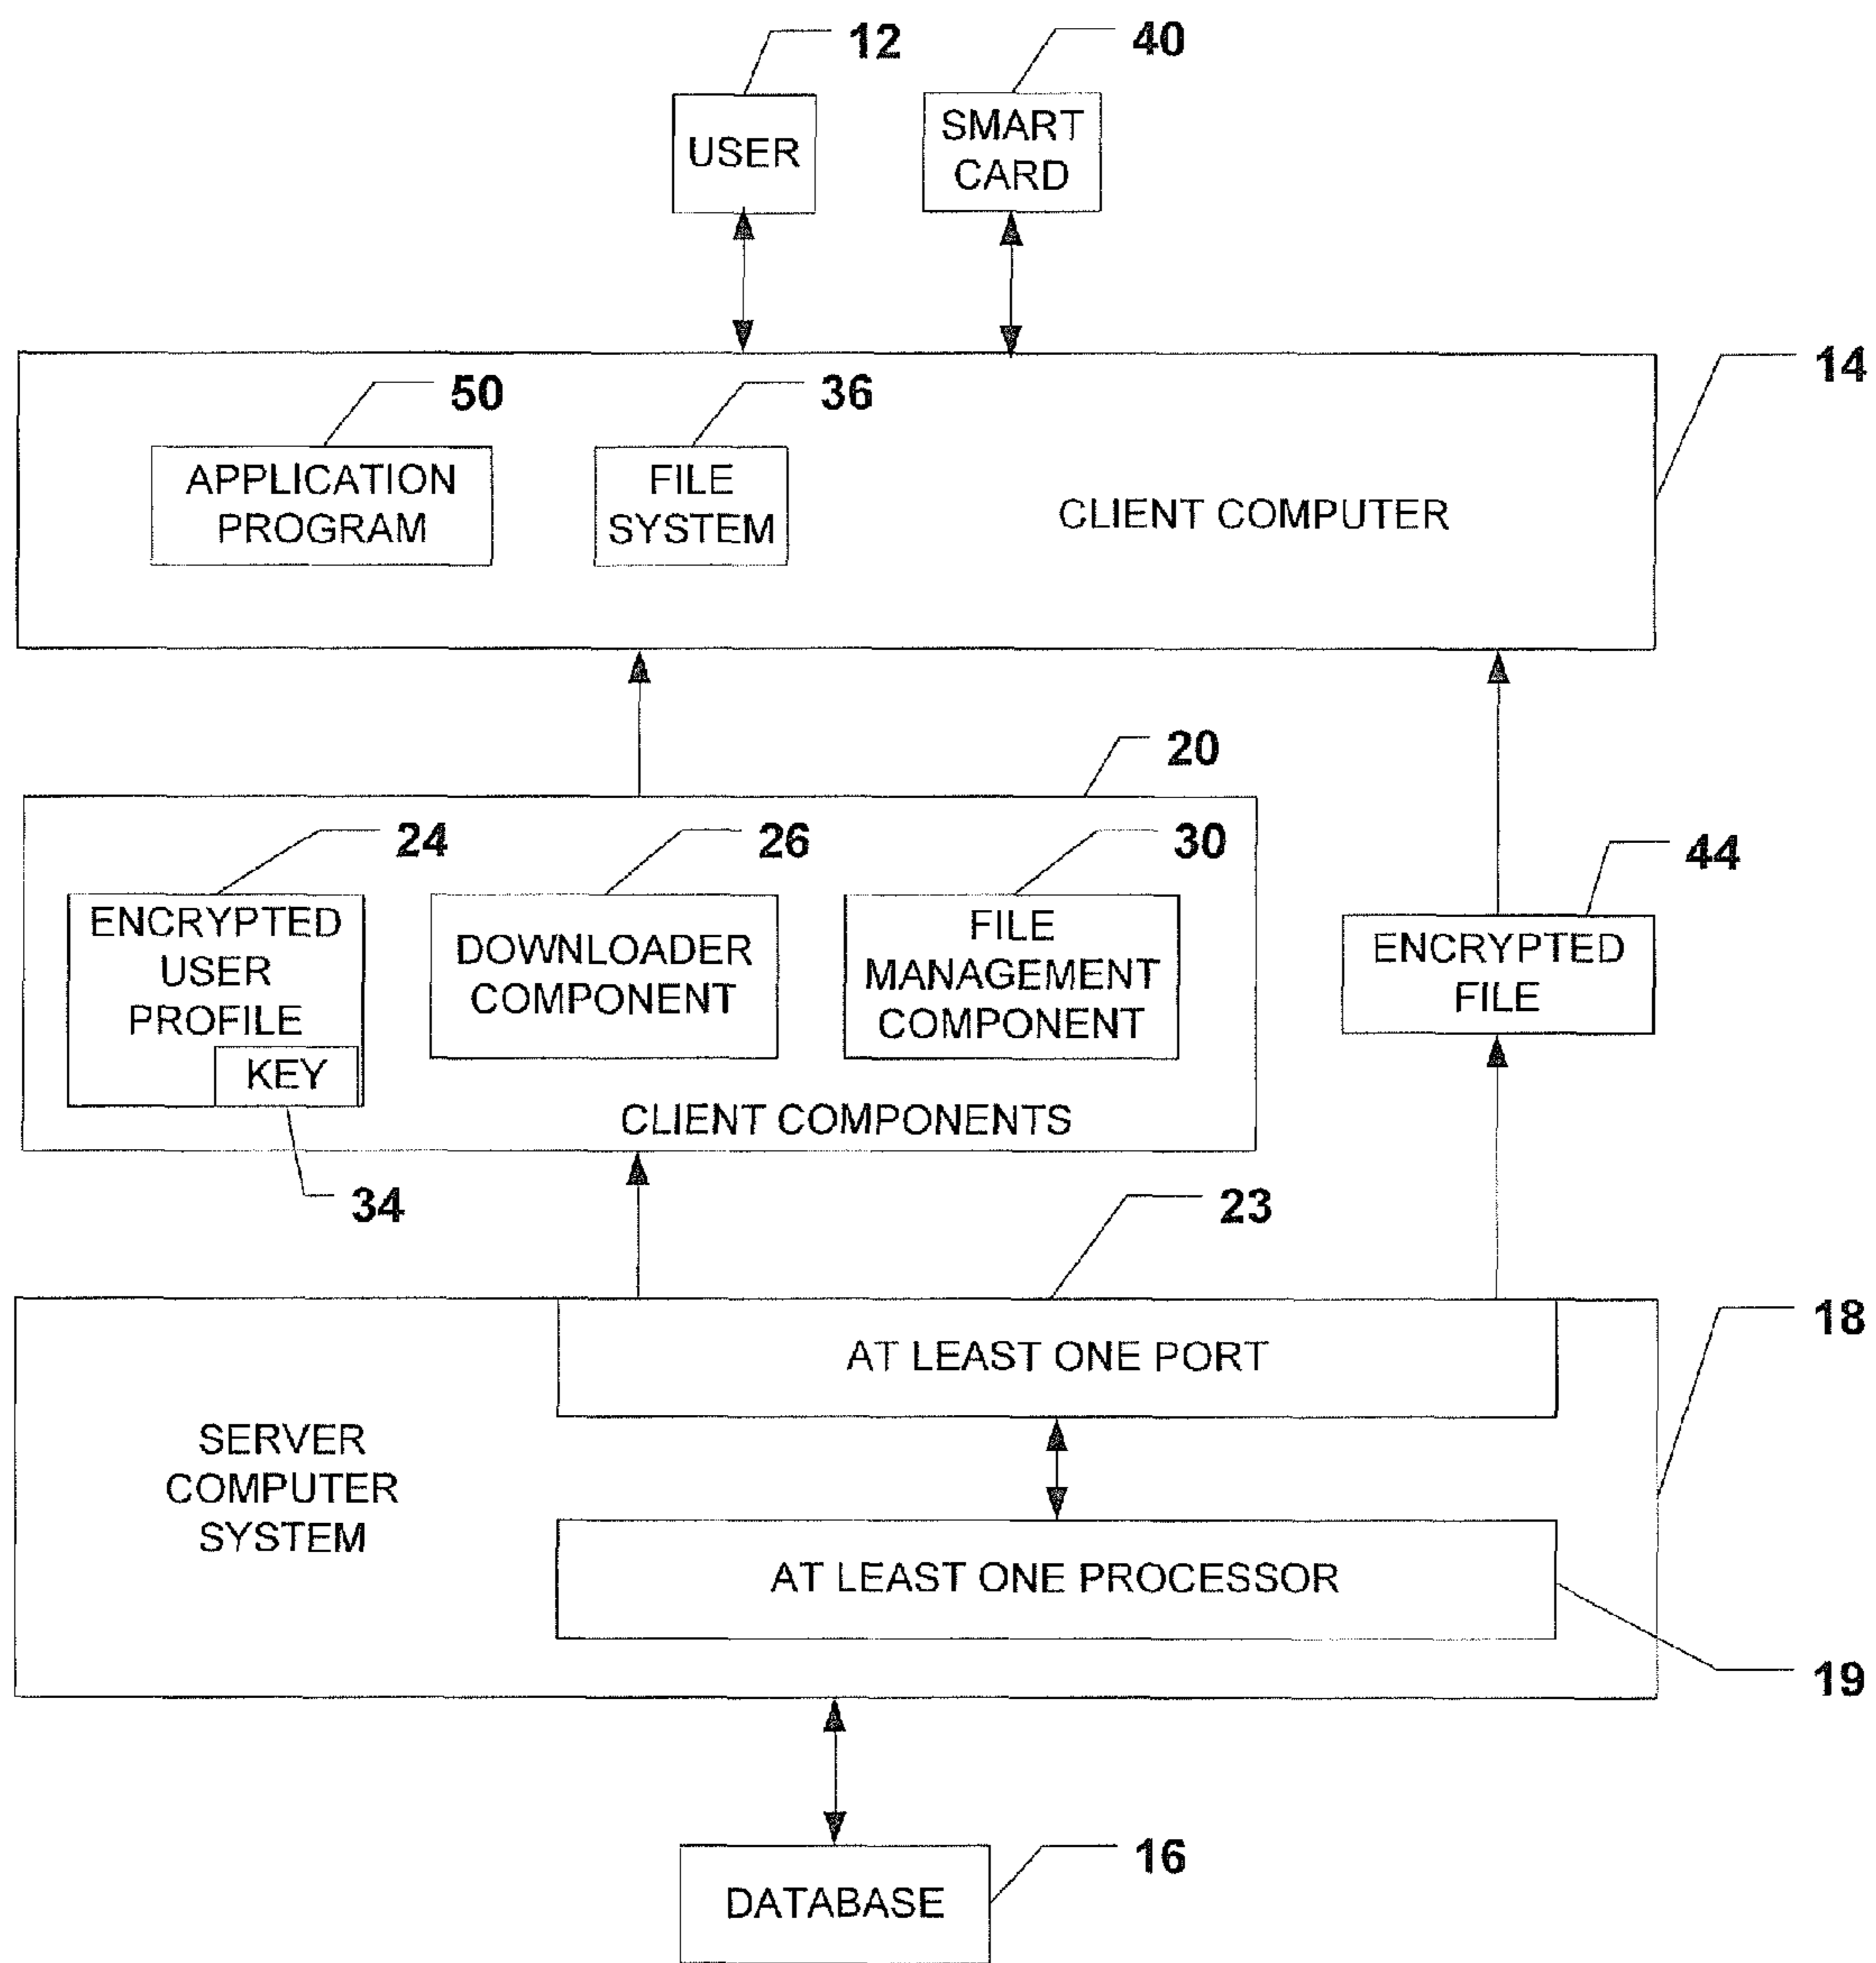 12
40
USER
SMART
CARD
14
50
36
APPLICATION
PROGRAM
FILE
SYSTEM
CLIENT COMPUTER
20
24
26
30
44
ENCRYPTED
USER
PROFILE
KEY
DOWNLOADER
COMPONENT
FILE
MANAGEMENT
COMPONENT
ENCRYPTED
FILE
CLIENT COMPONENTS
34
23
18
AT LEAST ONE PORT
SERVER
COMPUTER
SYSTEM
AT LEAST ONE PROCESSOR
19
16
DATABASE